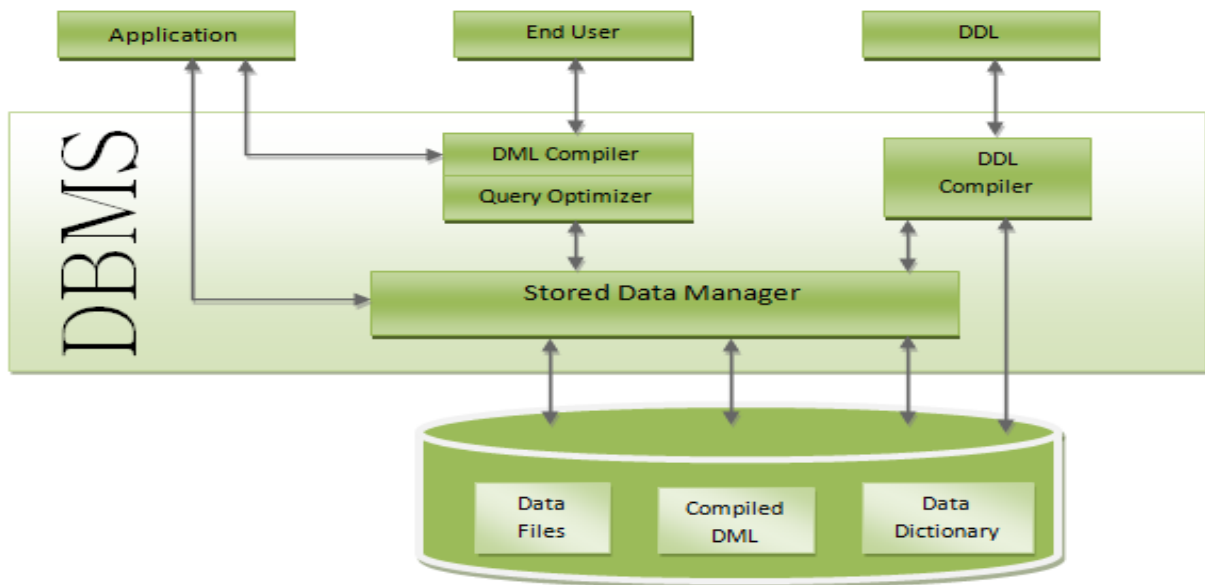 Application
End User
DDL
DBMS
DML Compiler
Query Optimizer
DDL
Compiler
Stored Data Manager
Data
Files
Compiled
DML
Data
Dictionary